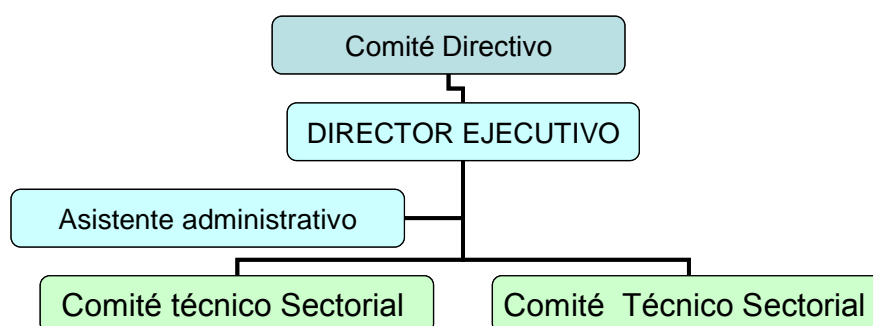 Comité Directivo
DIRECTOR EJECUTIVO
Asistente administrativo
Comité técnico Sectorial
Comité Técnico Sectorial